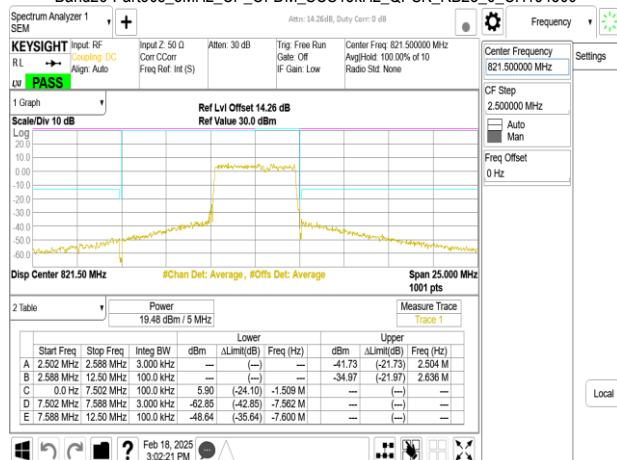 Spectrum Analyzer 1
SEM
Attn: 14.26dB, Duty Corr: 0 dB
Frequency
KEYSIGHT Input: RF Input Z: 50 Ω Atten: 30 dB Trig: Free Run Center Freq: 821.500000 MHz
RL Coupling: DC Corr CCorr Gate: Off Avg|Hold: 100.00% of 10
Align: Auto Freq Ref: Int (S) IF Gain: Low Radio Std: None
LXI PASS
Center Frequency
821.500000 MHz
Settings
CF Step
2.500000 MHz
Auto
Man
Freq Offset
0 Hz
Local
1 Graph
Ref Lvl Offset 14.26 dB
Scale/Div 10 dB Ref Value 30.0 dBm
Log
20.0
10.0
0.00
-10.0
-20.0
-30.0
-40.0
-50.0
-60.0
Disp Center 821.50 MHz #Chan Det: Average , #Offs Det: Average Span 25.000 MHz
1001 pts
2 Table Power Measure Trace
19.48 dBm / 5 MHz Trace 1
Lower Upper
Start Freq Stop Freq Integ BW dBm ΔLimit(dB) Freq (Hz) dBm ΔLimit(dB) Freq (Hz)
A 2.502 MHz 2.588 MHz 3.000 kHz --- (---) --- -41.73 (-21.73) 2.504 M
B 2.588 MHz 12.50 MHz 100.0 kHz --- (---) --- -34.97 (-21.97) 2.636 M
C 0.0 Hz 7.502 MHz 100.0 kHz 5.90 (-24.10) -1.509 M --- (---) ---
D 7.502 MHz 7.588 MHz 3.000 kHz -62.85 (-42.85) -7.562 M --- (---) ---
E 7.588 MHz 12.50 MHz 100.0 kHz -48.64 (-35.64) -7.600 M --- (---) ---
Feb 18, 2025
3:02:21 PM